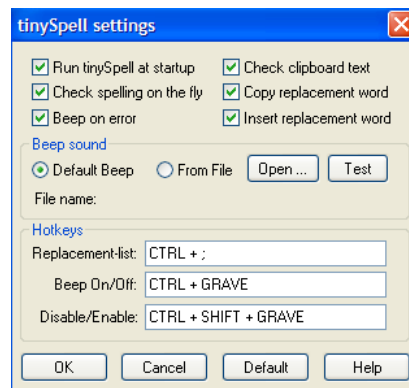 tinySpell settings
Run tinySpell at startup Check clipboard text
Check spelling on the fly Copy replacement word
Beep on error Insert replacement word
Beep sound
Default Beep From File Open ... Test
File name:
Hotkeys
Replacement-list: CTRL + ;
Beep On/Off: CTRL + GRAVE
Disable/Enable: CTRL + SHIFT + GRAVE
OK Cancel Default Help